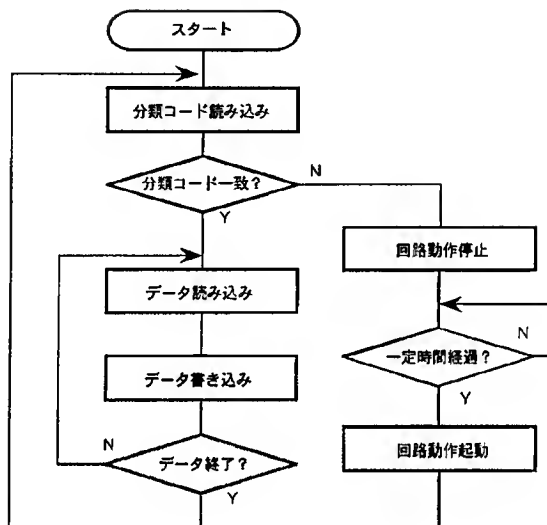 スタート
分類コード読み込み
分類コード一致？
N
Y
回路動作停止
データ読み込み
一定時間経過？
N
Y
データ書き込み
回路動作起動
データ終了？
N
Y